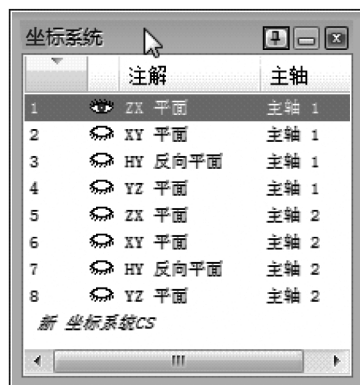 坐标系统
注解 主轴
1 ZX 平面 主轴 1
2 XY 平面 主轴 1
3 HY 反向平面 主轴 1
4 YZ 平面 主轴 1
5 ZX 平面 主轴 2
6 XY 平面 主轴 2
7 HY 反向平面 主轴 2
8 YZ 平面 主轴 2
新 坐标系统CS